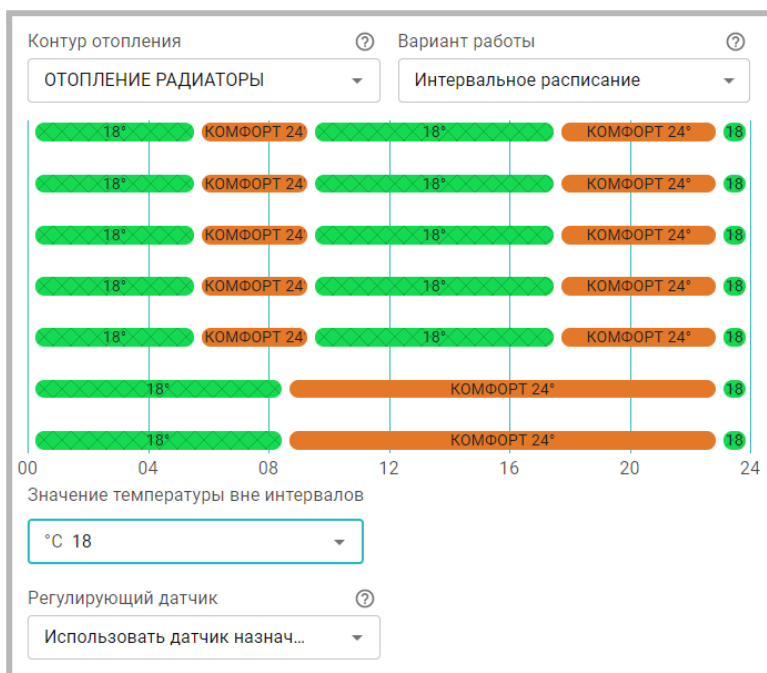 Контур отопления Вариант работы
ОТОПЛЕНИЕ РАДИАТОРЫ Интервальное расписание
18° КОМФОРТ 24 18° КОМФОРТ 24° 18
18° КОМФОРТ 24 18° КОМФОРТ 24° 18
18° КОМФОРТ 24 18° КОМФОРТ 24° 18
18° КОМФОРТ 24 18° КОМФОРТ 24° 18
18° КОМФОРТ 24 18° КОМФОРТ 24° 18
18° КОМФОРТ 24° 18
18° КОМФОРТ 24° 18
00 04 08 12 16 20 24
Значение температуры вне интервалов
°C 18
Регулирующий датчик
Использовать датчик назнач...